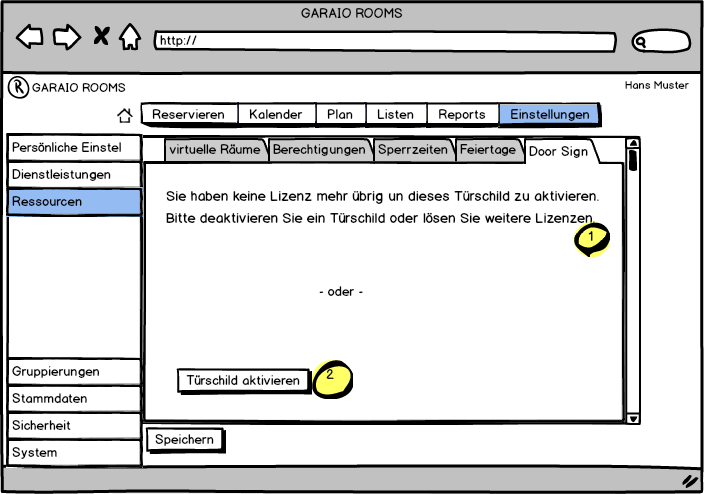 GARAIO ROOMS
http://
R GARAIO ROOMS
Hans Muster
Reservieren Kalender Plan Listen Reports Einstellungen
Persönliche Einstel
Dienstleistungen
Ressourcen
virtuelle Räume Berechtigungen Sperrzeiten Feiertage Door Sign
Sie haben keine Lizenz mehr übrig un dieses Türschild zu aktivieren.
Bitte deaktivieren Sie ein Türschild oder lösen Sie weitere Lizenzen.
1
- oder -
Türschild aktivieren
2
Gruppierungen
Stammdaten
Sicherheit
System
Speichern